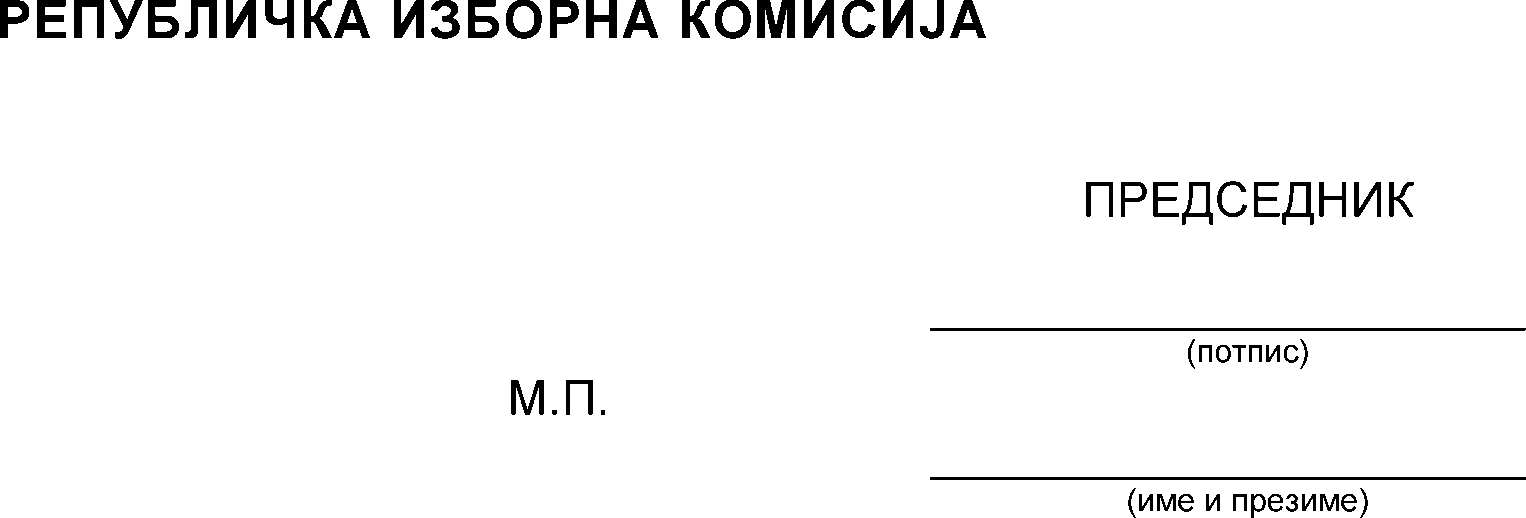 РЕПУБЛИЧКА ИЗБОРНА КОМИСИЈА
ПРЕДСЕДНИК
(потпис)
М.П.
(име и презиме)